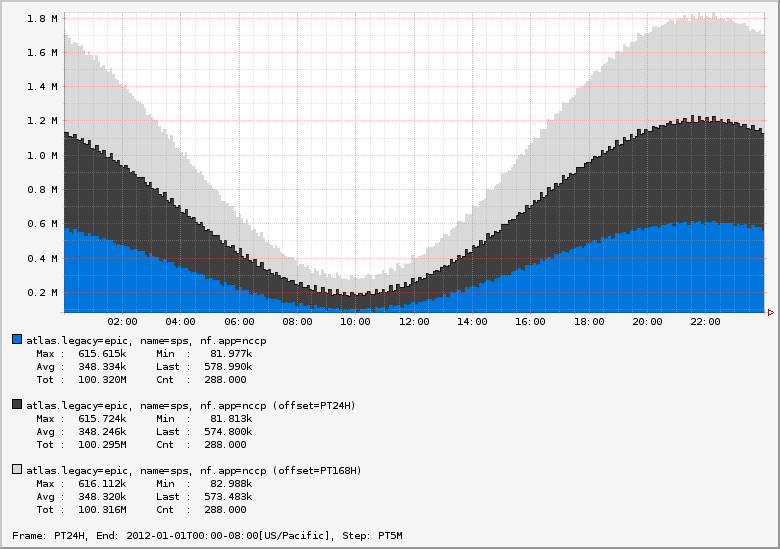 1.8 M
1.6 M
1.4 M
1.2 M
1.0 M
0.8 M
0.6 M
0.4 M
0.2 M
02:00 04:00 06:00 08:00 10:00 12:00 14:00 16:00 18:00 20:00 22:00
atlas.legacy=epic, name=sps, nf.app=nccp
Max : 615.615k Min : 81.977k
Avg : 348.334k Last : 578.990k
Tot : 100.320M Cnt : 288.000
atlas.legacy=epic, name=sps, nf.app=nccp (offset=PT24H)
Max : 615.724k Min : 81.813k
Avg : 348.246k Last : 574.800k
Tot : 100.295M Cnt : 288.000
atlas.legacy=epic, name=sps, nf.app=nccp (offset=PT168H)
Max : 616.112k Min : 82.988k
Avg : 348.320k Last : 573.483k
Tot : 100.316M Cnt : 288.000
Frame: PT24H, End: 2012-01-01T00:00-08:00[US/Pacific], Step: PT5M